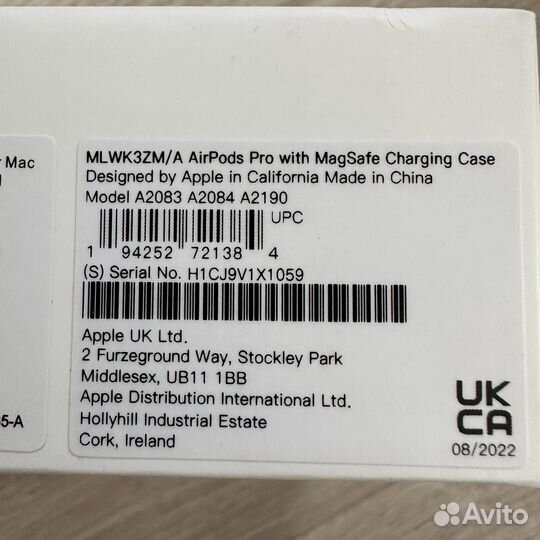 r Mac
MLWK3ZM/A AirPods Pro with MagSafe Charging Case
Designed by Apple in California Made in China
Model A2083 A2084 A2190
UPC
1 94252 72138 4
(S) Serial No. H1CJ9V1X1059
Apple UK Ltd.
2 Furzeground Way, Stockley Park
Middlesex, UB11 1BB
Apple Distribution International Ltd.
Hollyhill Industrial Estate
Cork, Ireland
UK
CA
08/2022
5-A
Avito